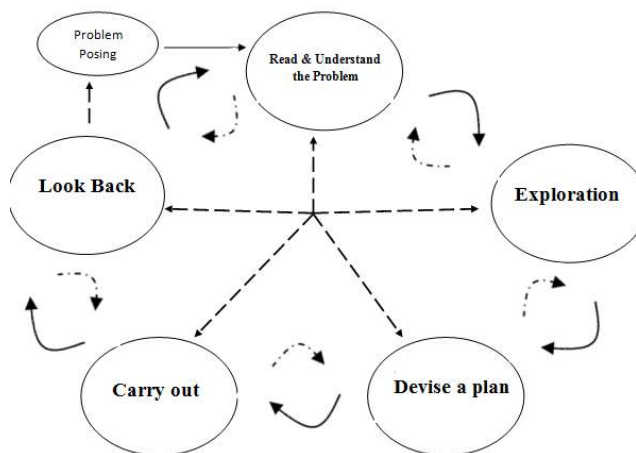 Problem
Posing
Read & Understand
the Problem
Look Back
Exploration
Carry out
Devise a plan